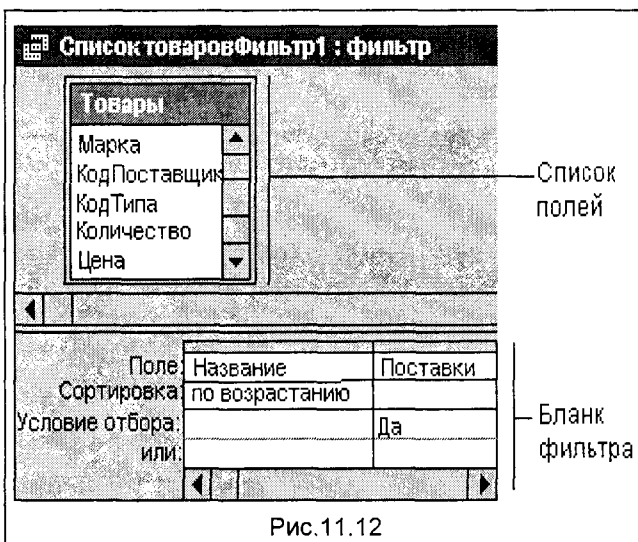 Список товаровФильтр1 : фильтр
Товары
Марка
КодПоставщик
КодТипа
Количество
Цена
Список
полей
Поле: Название Поставки
Сортировка: по возрастанию
Условие отбора: Да
или:
Бланк
фильтра
Рис.11.12